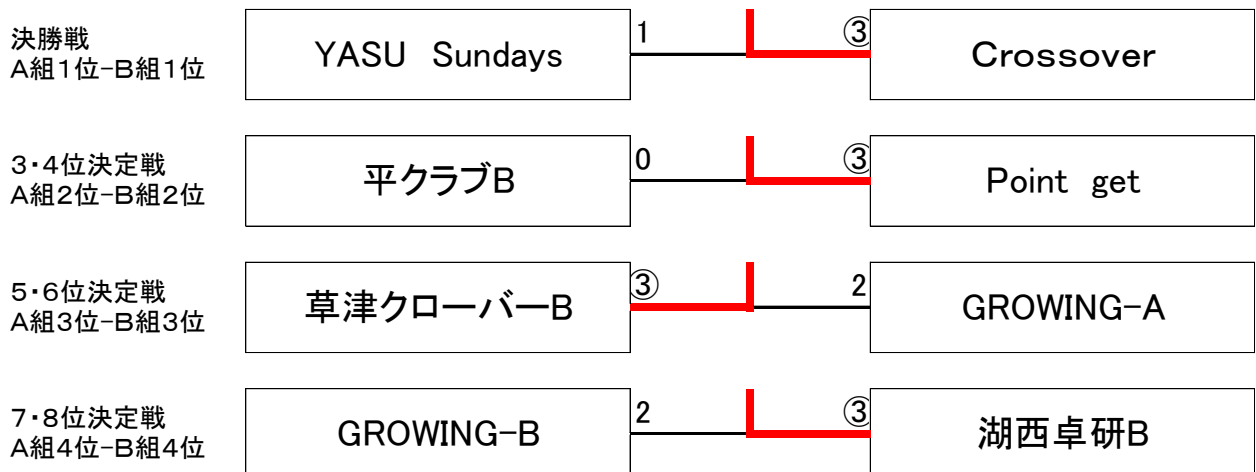 決勝戦
A組1位-B組1位
YASU Sundays
1
③
Crossover
3・4位決定戦
A組2位-B組2位
平クラブB
0
③
Point get
5・6位決定戦
A組3位-B組3位
草津クローバーB
③
2
GROWING-A
7・8位決定戦
A組4位-B組4位
GROWING-B
2
③
湖西卓研B